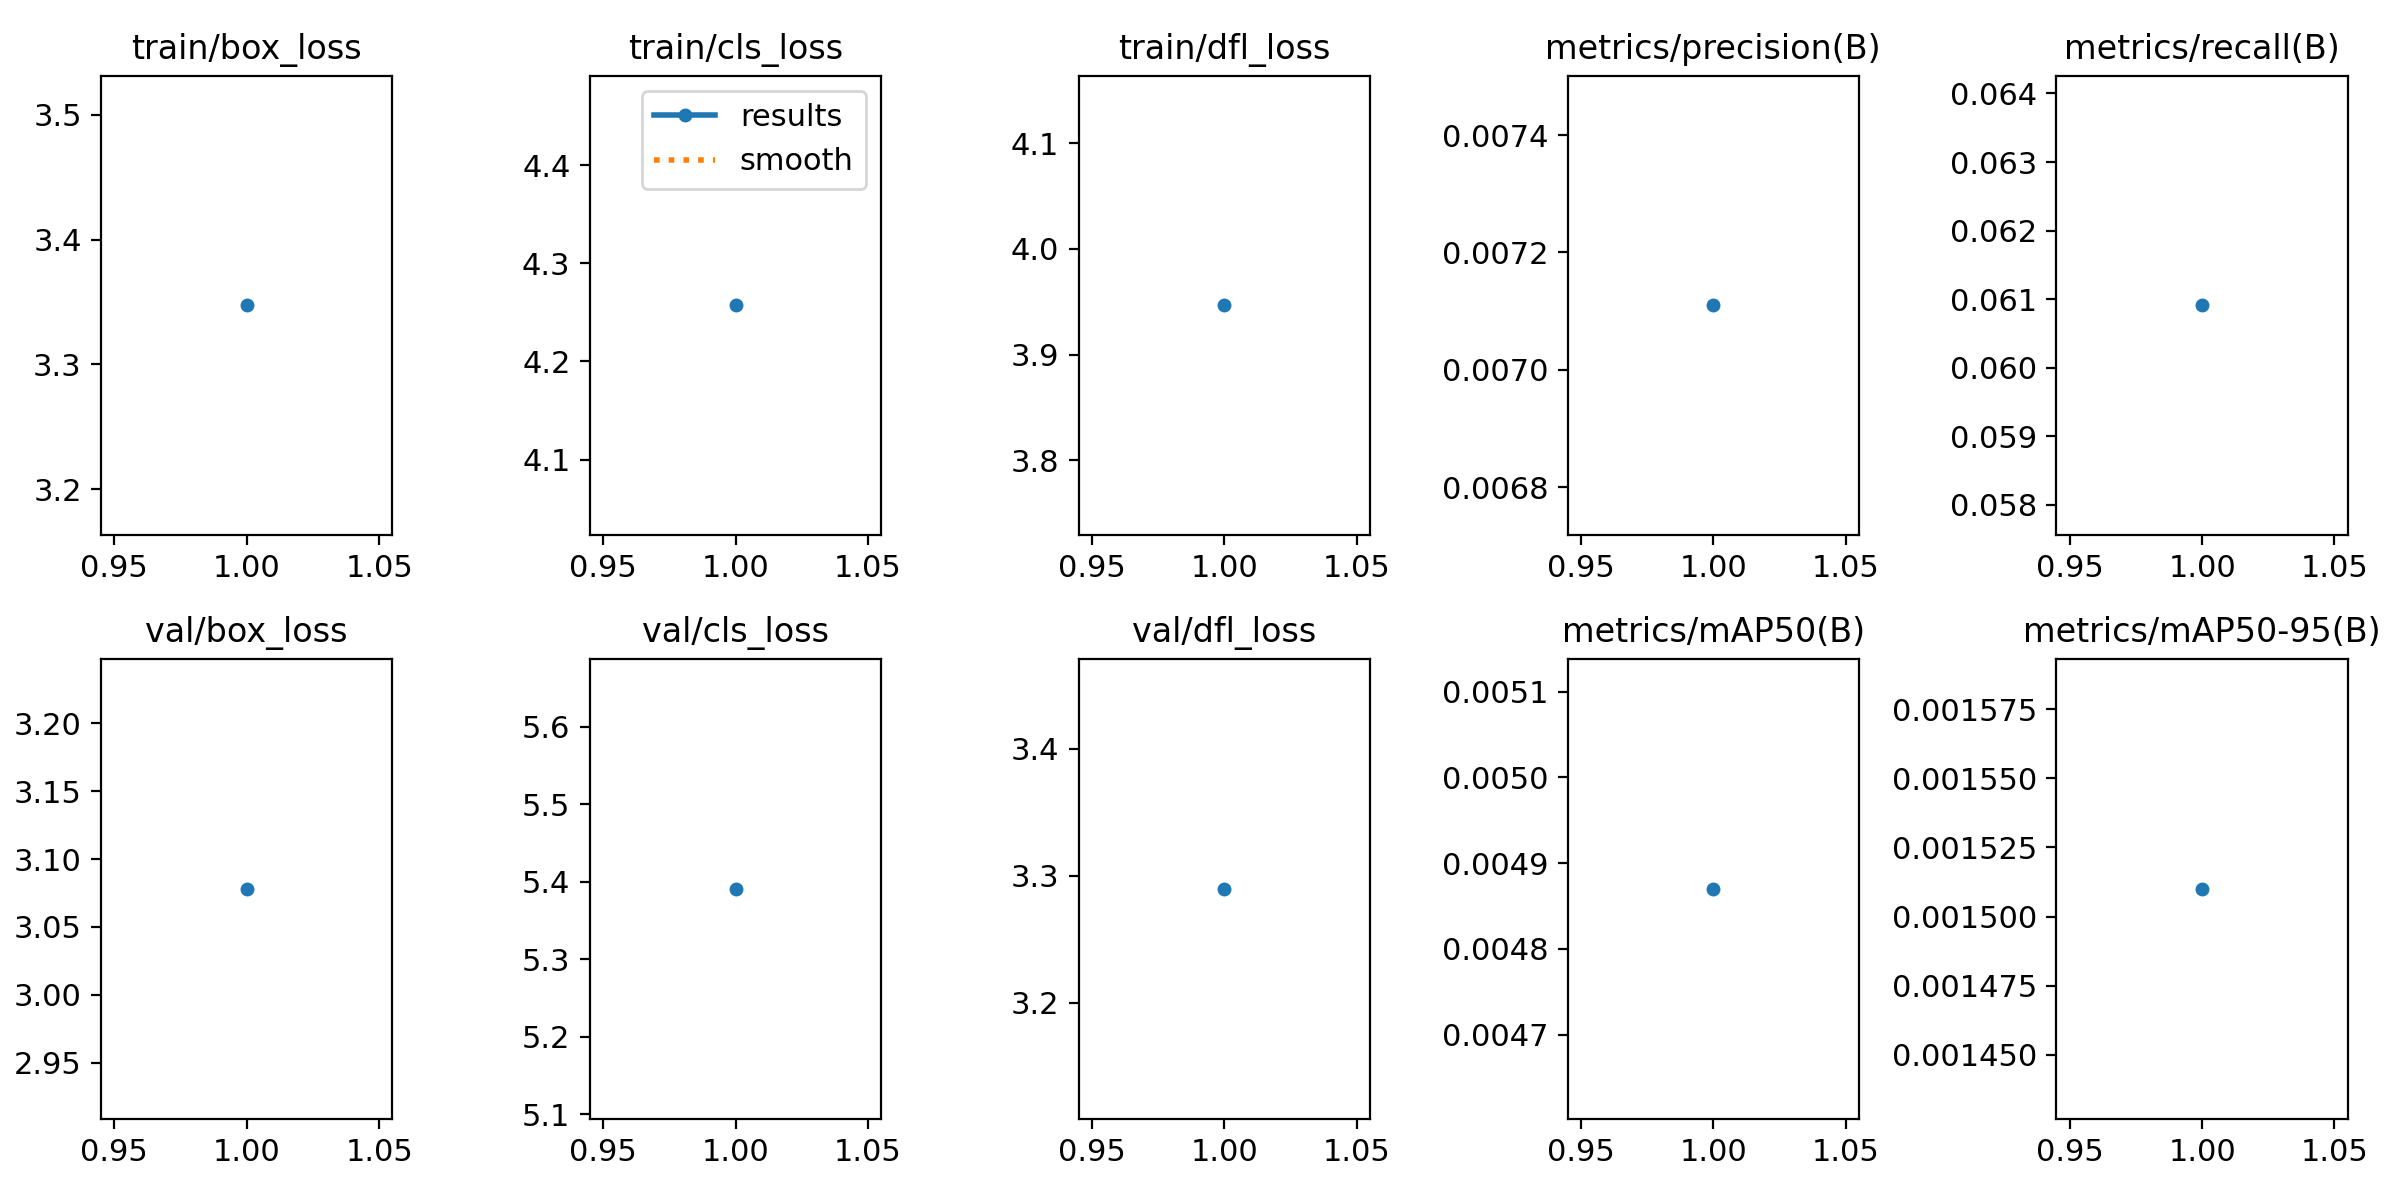 train/box_loss
3.5
3.4
3.3
3.2
0.95 1.00 1.05
train/cls_loss
results
smooth
4.4
4.3
4.2
4.1
0.95 1.00 1.05
train/dfl_loss
4.1
4.0
3.9
3.8
0.95 1.00 1.05
metrics/precision(B)
0.0074
0.0072
0.0070
0.0068
0.95 1.00 1.05
metrics/recall(B)
0.064
0.063
0.062
0.061
0.060
0.059
0.058
0.95 1.00 1.05
val/box_loss
3.20
3.15
3.10
3.05
3.00
2.95
0.95 1.00 1.05
val/cls_loss
5.6
5.5
5.4
5.3
5.2
5.1
0.95 1.00 1.05
val/dfl_loss
3.4
3.3
3.2
0.95 1.00 1.05
metrics/mAP50(B)
0.0051
0.0050
0.0049
0.0048
0.0047
0.95 1.00 1.05
metrics/mAP50-95(B)
0.001575
0.001550
0.001525
0.001500
0.001475
0.001450
0.95 1.00 1.05